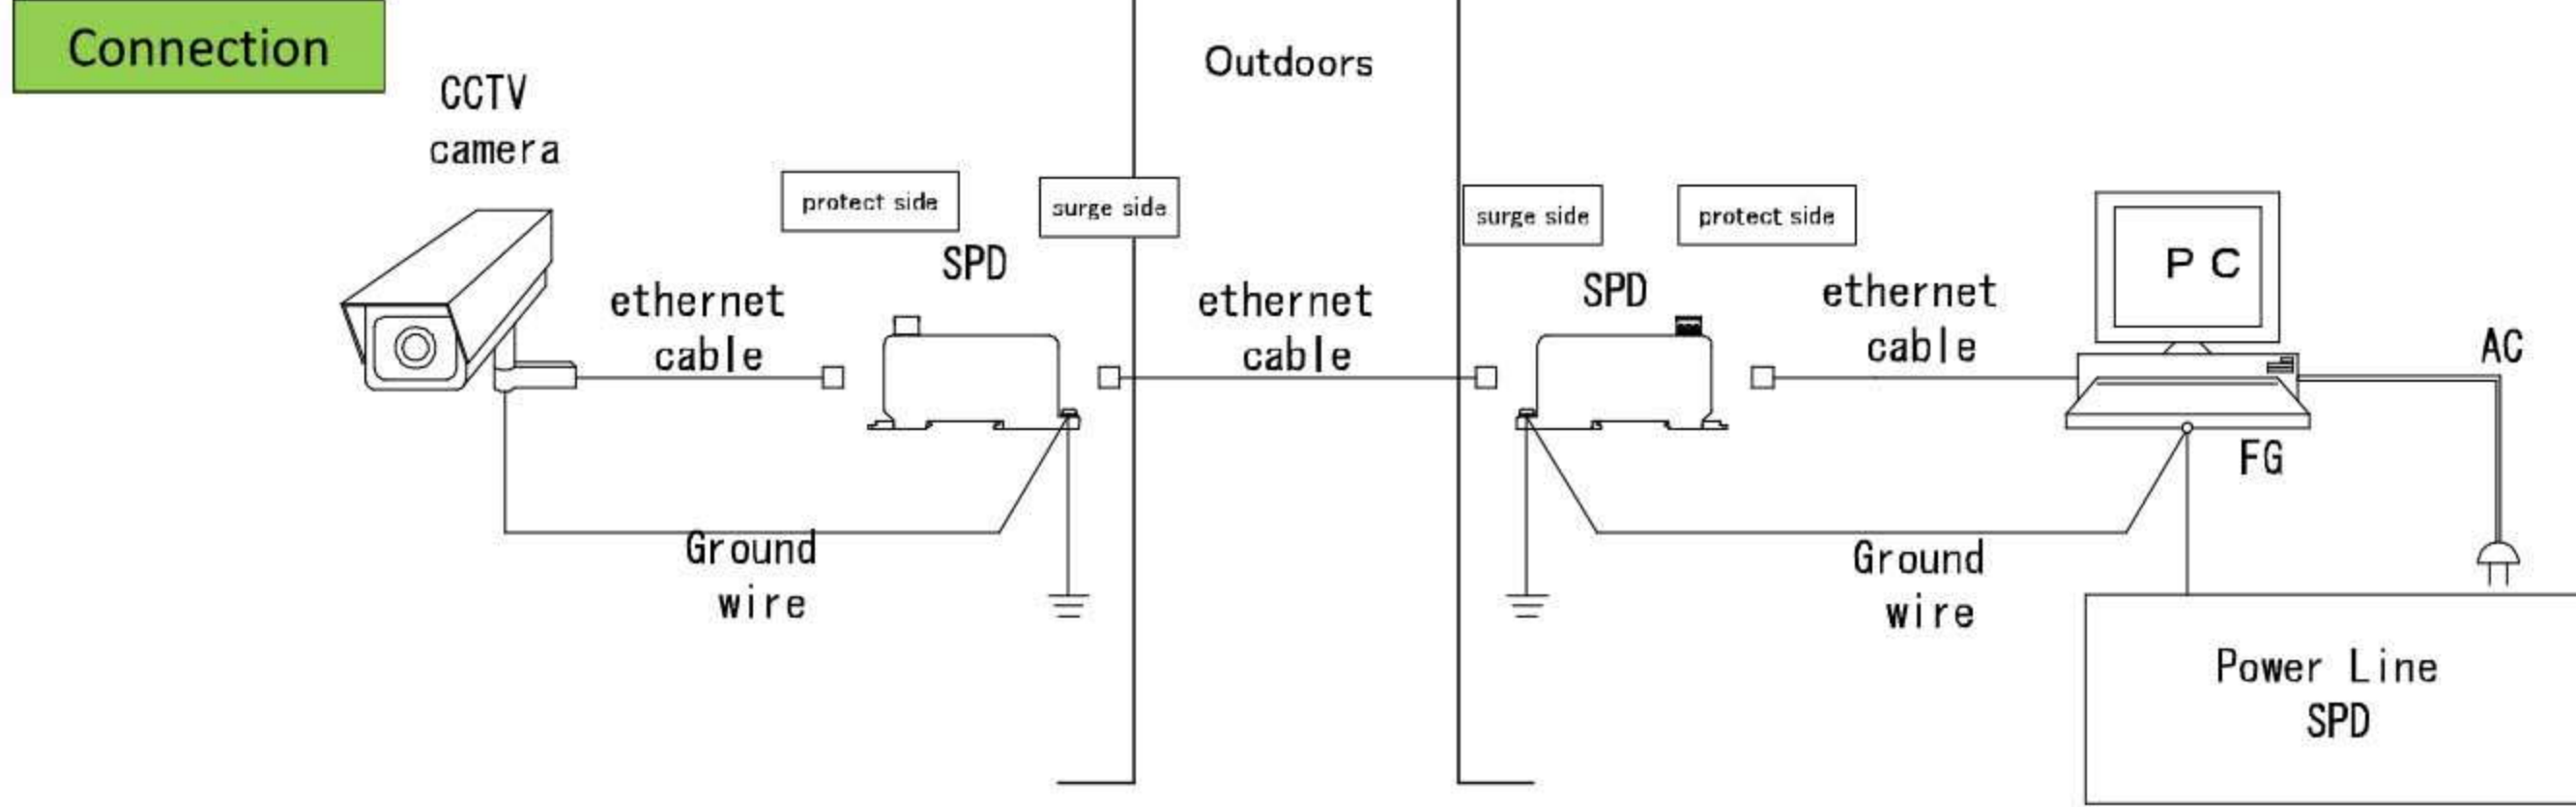 Connection
Outdoors
CCTV
camera
protect side
surge side
surge side
protect side
SPD
SPD
PC
ethernet
cable
ethernet
cable
ethernet
cable
AC
FG
Ground
wire
Ground
wire
Power Line
SPD